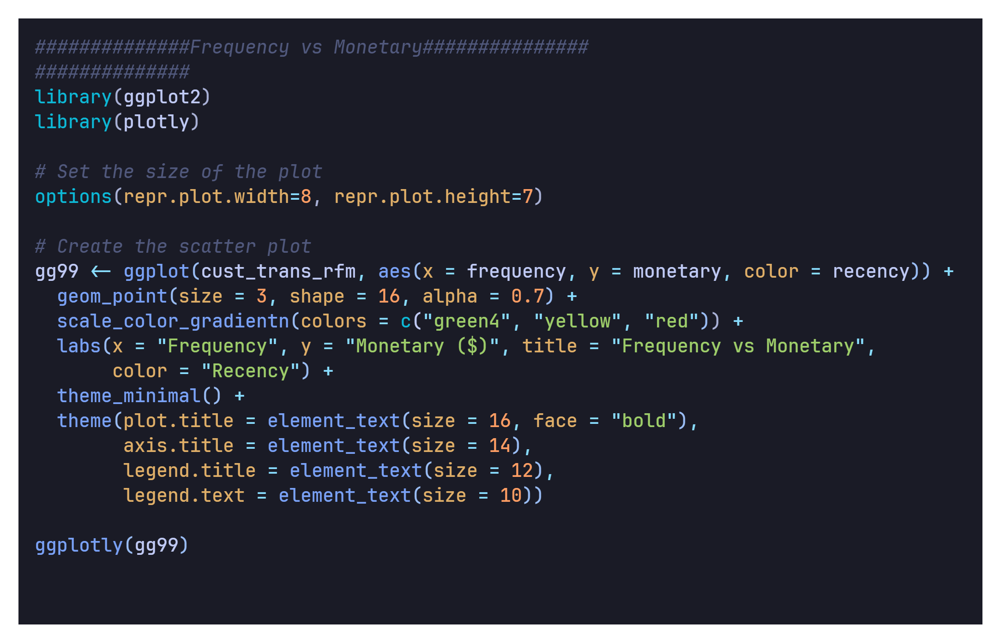 ##############Frequency vs Monetary###############
##############
library(ggplot2)
library(plotly)

# Set the size of the plot
options(repr.plot.width=8, repr.plot.height=7)

# Create the scatter plot
gg99 <- ggplot(cust_trans_rfm, aes(x = frequency, y = monetary, color = recency)) +
  geom_point(size = 3, shape = 16, alpha = 0.7) +
  scale_color_gradientn(colors = c("green4", "yellow", "red")) +
  labs(x = "Frequency", y = "Monetary ($)", title = "Frequency vs Monetary",
       color = "Recency") +
  theme_minimal() +
  theme(plot.title = element_text(size = 16, face = "bold"),
        axis.title = element_text(size = 14),
        legend.title = element_text(size = 12),
        legend.text = element_text(size = 10))

ggplotly(gg99)